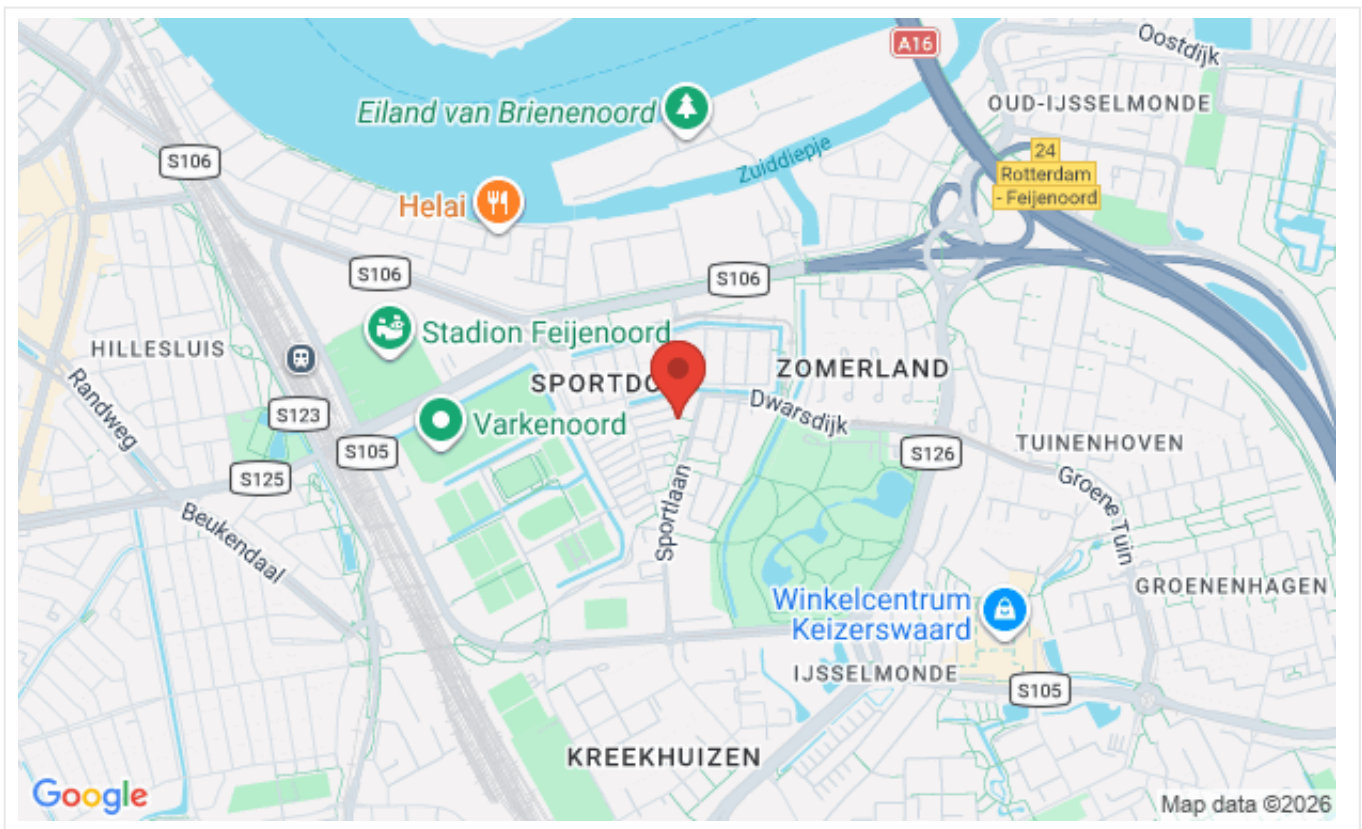 A16
Oostdijk
OUD-IJSSELMONDE
Eiland van Brienenoord
24
Rotterdam
- Feijenoord
S106
Zuiddiepje
Helai
S106
S106
Stadion Feijenoord
HILLESLUIS
SPORTDO
ZOMERLAND
Randweg
Dwarsdijk
S123
Varkenoord
S105
S126
TUINENHOVEN
S125
Groene Tuin
Beukendaal
Sportlaan
GROENENHAGEN
Winkelcentrum
Keizerswaard
IJSSELMONDE
S105
KREEKHUIZEN
Google
Map data ©2026